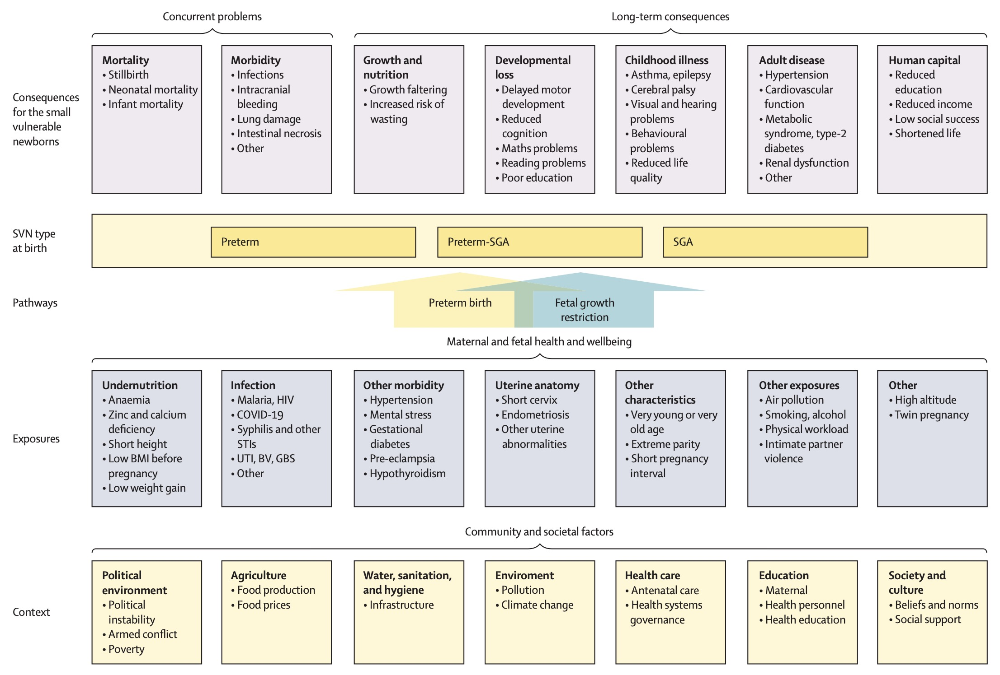 Concurrent problems
Long-term consequences
Consequences
for the small
vulnerable
newborns
Mortality
• Stillbirth
• Neonatal mortality
• Infant mortality
Morbidity
• Infections
• Intracranial
bleeding
• Lung damage
• Intestinal necrosis
• Other
Growth and
nutrition
• Growth faltering
• Increased risk of
wasting
Developmental
loss
• Delayed motor
development
• Reduced
cognition
• Maths problems
• Reading problems
• Poor education
Childhood illness
• Asthma, epilepsy
• Cerebral palsy
• Visual and hearing
problems
• Behavioural
problems
• Reduced life
quality
Adult disease
• Hypertension
• Cardiovascular
function
• Metabolic
syndrome, type-2
diabetes
• Renal dysfunction
• Other
Human capital
• Reduced
education
• Reduced income
• Low social success
• Shortened life
SVN type
at birth
Preterm
Preterm-SGA
SGA
Pathways
Preterm birth
Fetal growth
restriction
Maternal and fetal health and wellbeing
Exposures
Undernutrition
• Anaemia
• Zinc and calcium
deficiency
• Short height
• Low BMI before
pregnancy
• Low weight gain
Infection
• Malaria, HIV
• COVID-19
• Syphilis and other
STIs
• UTI, BV, GBS
• Other
Other morbidity
• Hypertension
• Mental stress
• Gestational
diabetes
• Pre-eclampsia
• Hypothyroidism
Uterine anatomy
• Short cervix
• Endometriosis
• Other uterine
abnormalities
Other
characteristics
• Very young or very
old age
• Extreme parity
• Short pregnancy
interval
Other exposures
• Air pollution
• Smoking, alcohol
• Physical workload
• Intimate partner
violence
Other
• High altitude
• Twin pregnancy
Community and societal factors
Context
Political
environment
• Political
instability
• Armed conflict
• Poverty
Agriculture
• Food production
• Food prices
Water, sanitation,
and hygiene
• Infrastructure
Enviroment
• Pollution
• Climate change
Health care
• Antenatal care
• Health systems
governance
Education
• Maternal
• Health personnel
• Health education
Society and
culture
• Beliefs and norms
• Social support